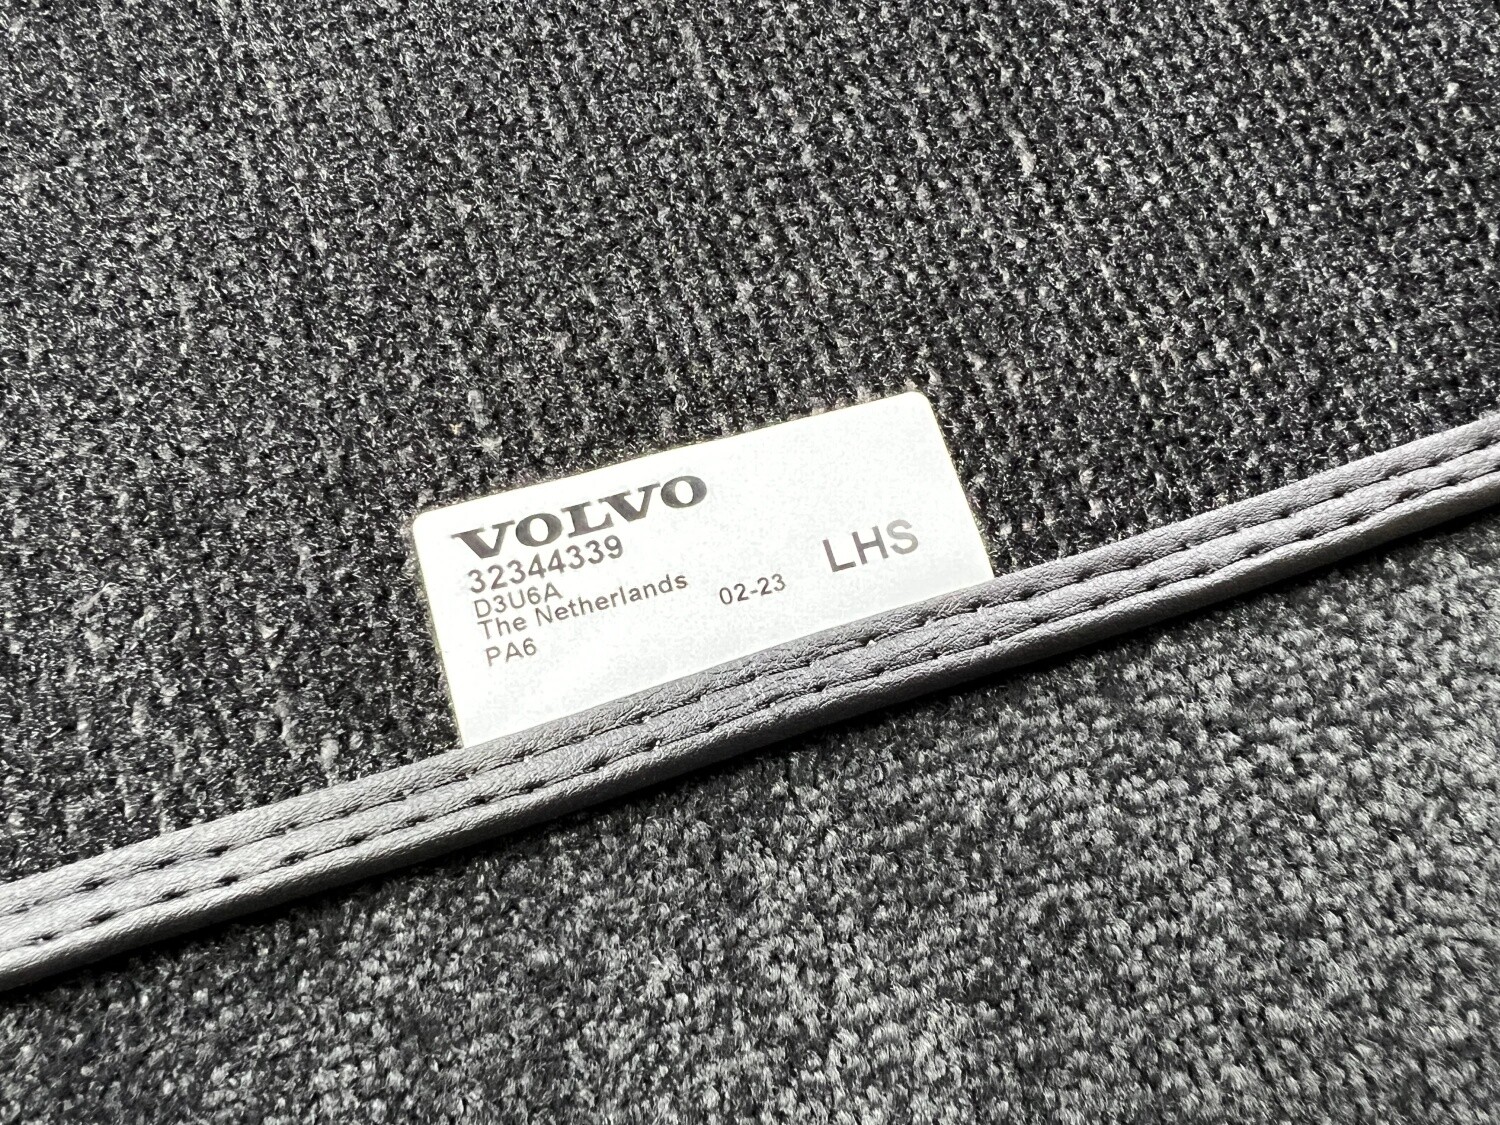 VOLVO
32344339
D3U6A
The Netherlands 02-23 LHS
PA6